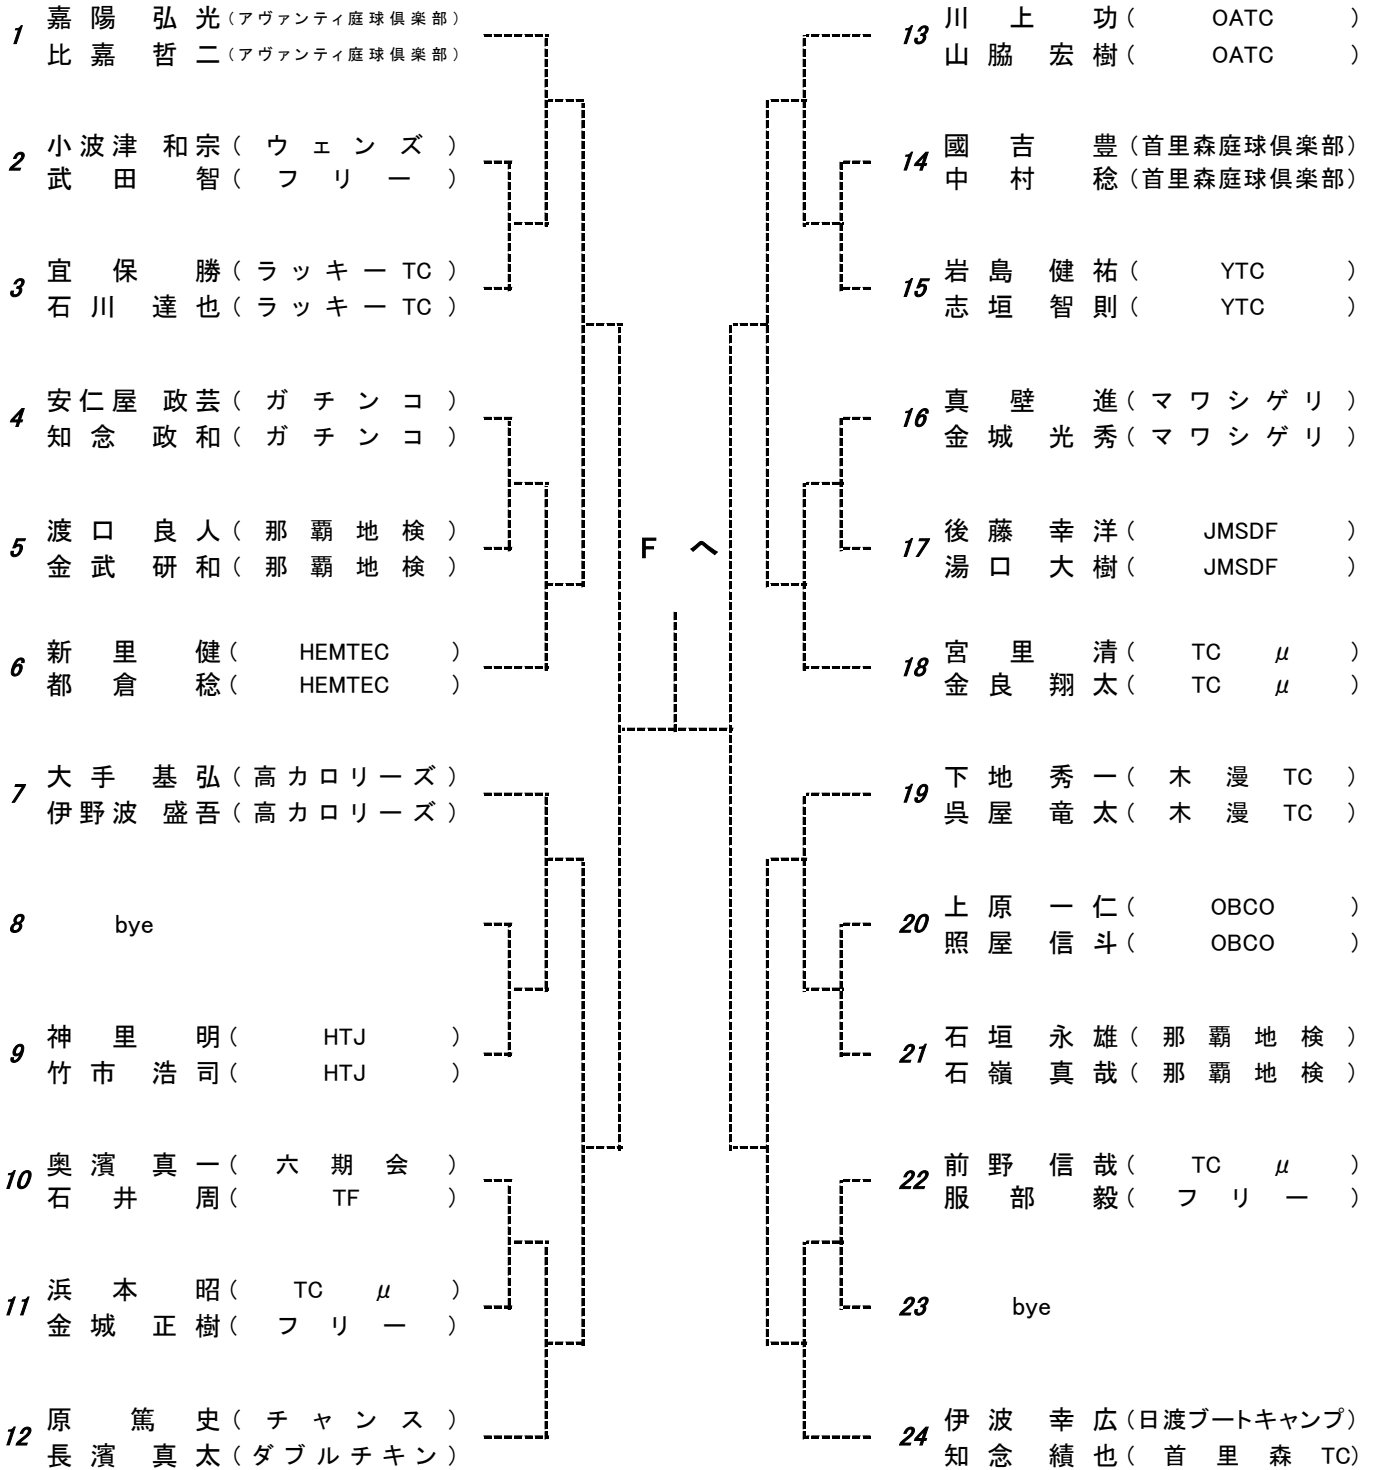 1 嘉陽 弘光 (アヴァンティ庭球倶楽部)
比嘉 哲二 (アヴァンティ庭球倶楽部)
2 小波津 和宗 ( ウェンズ )
武田 智 ( フリー )
3 宜保 勝 ( ラッキーTC )
石川 達也 ( ラッキーTC )
4 安仁屋 政芸 ( ガチンコ )
知念 政和 ( ガチンコ )
5 渡口 良人 ( 那覇地検 )
金武 研和 ( 那覇地検 )
6 新里 健 ( HEMTEC )
都倉 稔 ( HEMTEC )
7 大手 基弘 ( 高カロリーズ )
伊野波 盛吾 ( 高カロリーズ )
8 bye
9 神里 明 ( HTJ )
竹市 浩司 ( HTJ )
10 奥濱 真一 ( 六期会 )
石井 周 ( TF )
11 浜本 昭 ( TC μ )
金城 正樹 ( フリー )
12 原 篤史 ( チャンス )
長濱 真太 ( ダブルチキン )
F へ
13 川上 功 ( OATC )
山脇 宏樹 ( OATC )
14 國吉 豊 (首里森庭球倶楽部)
中村 稔 (首里森庭球倶楽部)
15 岩島 健祐 ( YTC )
志垣 智則 ( YTC )
16 真壁 進 ( マワシゲリ )
金城 光秀 ( マワシゲリ )
17 後藤 幸洋 ( JMSDF )
湯口 大樹 ( JMSDF )
18 宮里 清 ( TC μ )
金良 翔太 ( TC μ )
19 下地 秀一 ( 木漫TC )
呉屋 竜太 ( 木漫TC )
20 上原 一仁 ( OBCO )
照屋 信斗 ( OBCO )
21 石垣 永雄 ( 那覇地検 )
石嶺 真哉 ( 那覇地検 )
22 前野 信哉 ( TC μ )
服部 毅 ( フリー )
23 bye
24 伊波 幸広 (日渡ブートキャンプ)
知念 績也 ( 首里森TC)